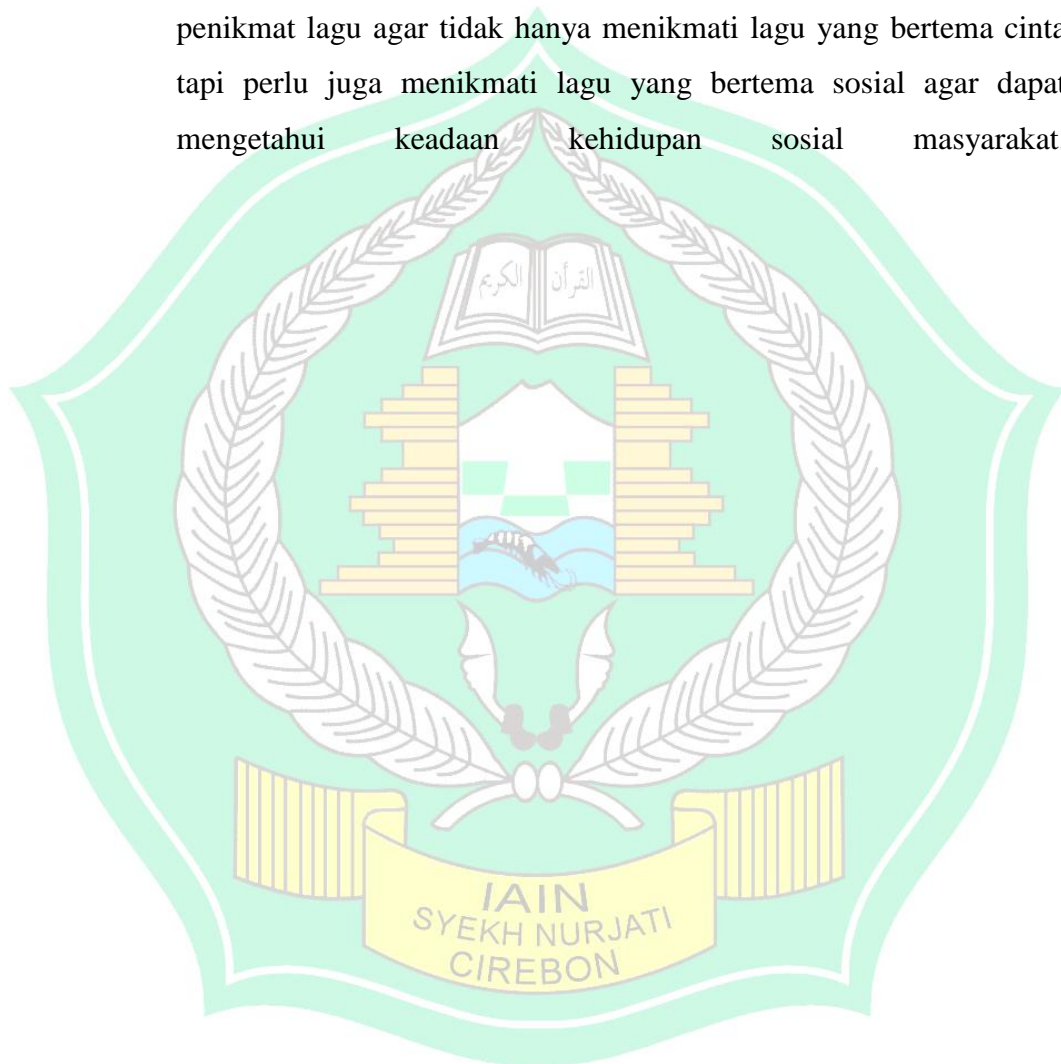 penikmat lagu agar tidak hanya menikmati lagu yang bertema cinta
tapi perlu juga menikmati lagu yang bertema sosial agar dapat
mengetahui keadaan kehidupan sosial masyarakat.
الكريم القرآن
IAIN
SYEKH NURJATI
CIREBON